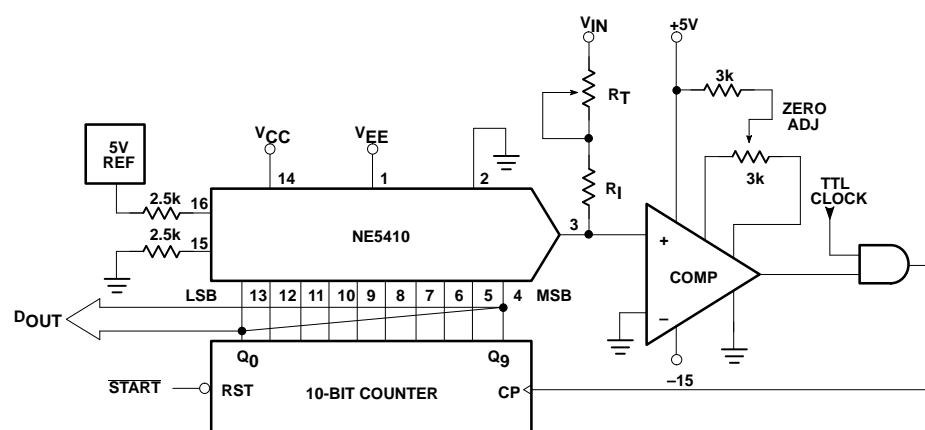 VIN
+5V
3k
RT
ZERO
ADJ
5V
REF
VCC
VEE
14
1
2
3k
TTL
CLOCK
2.5k
16
RI
2.5k
15
NE5410
3
+
COMP
LSB
13
12
11
10
9
8
7
6
5
4
MSB
DOUT
–
Q0
Q9
–15
START
RST
10-BIT COUNTER
CP